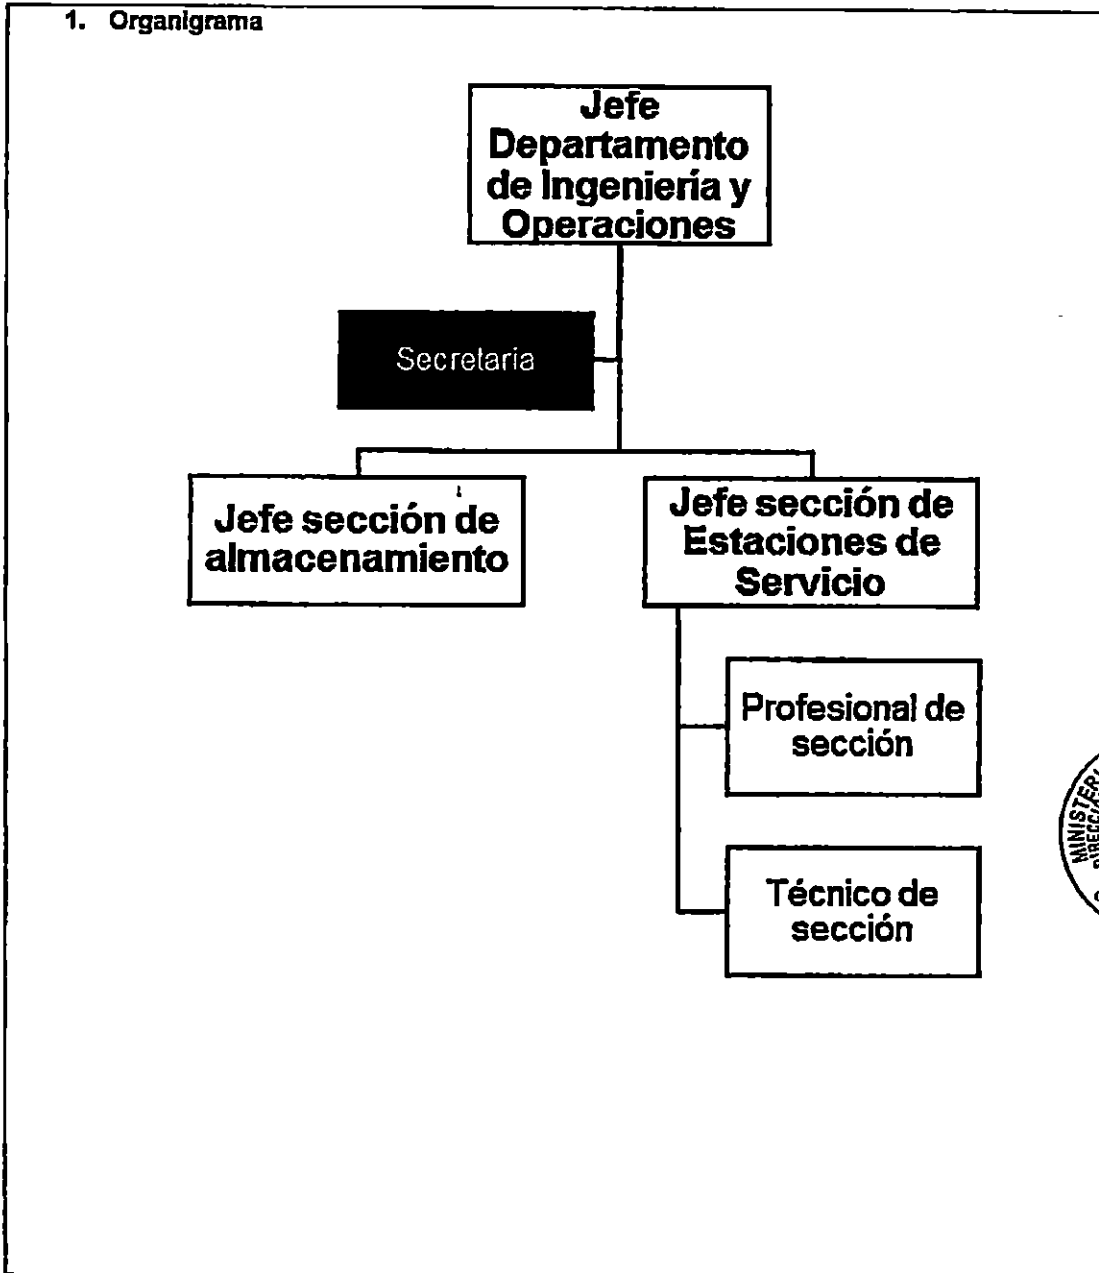 1. Organigrama
Jefe
Departamento
de Ingeniería y
Operaciones
Secretaria
Jefe sección de
almacenamiento
Jefe sección de
Estaciones de
Servicio
Profesional de
sección
Técnico de
sección